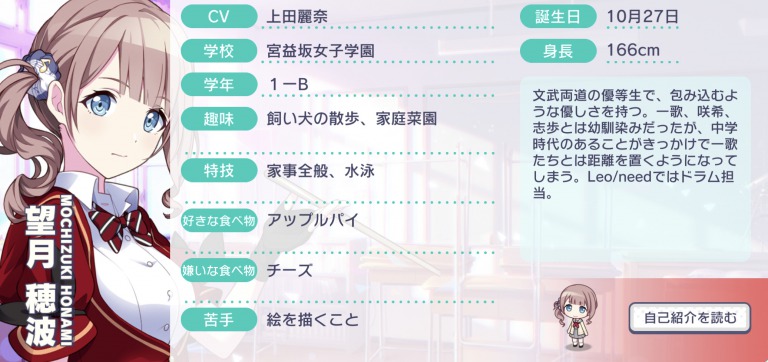 MOCHIZUKI HONAMI
望月 穂波
CV 上田麗奈
学校 宮益坂女子学園
学年 1ーB
趣味 飼い犬の散歩、家庭菜園
特技 家事全般、水泳
好きな食べ物 アップルパイ
嫌いな食べ物 チーズ
苦手 絵を描くこと
誕生日 10月27日
身長 166cm
文武両道の優等生で、包み込むよ
うな優しさを持つ。一歌、咲希、
志歩とは幼馴染みだったが、中学
時代のあることがきっかけで一歌
たちとは距離を置くようになって
しまう。Leo/needではドラム担
当。
自己紹介を読む